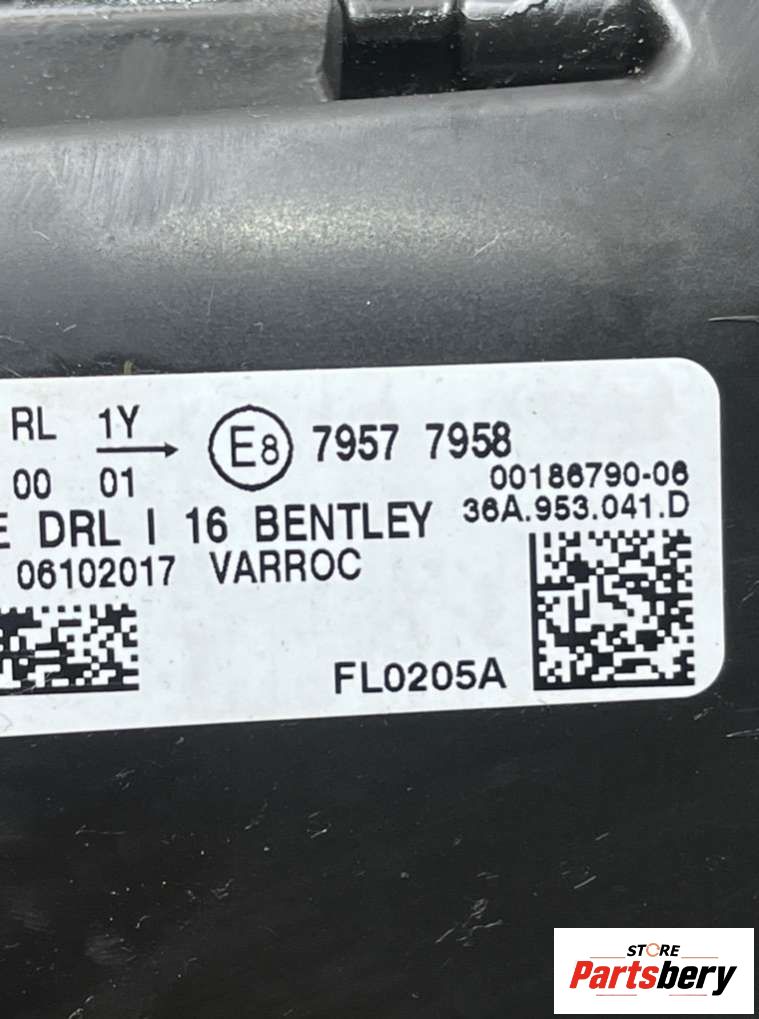 RL 1Y
00 01
E8 7957 7958
00186790-06
36A.953.041.D
E DRL I 16 BENTLEY
06102017 VARROC
FL0205A
STORE
Partsbery